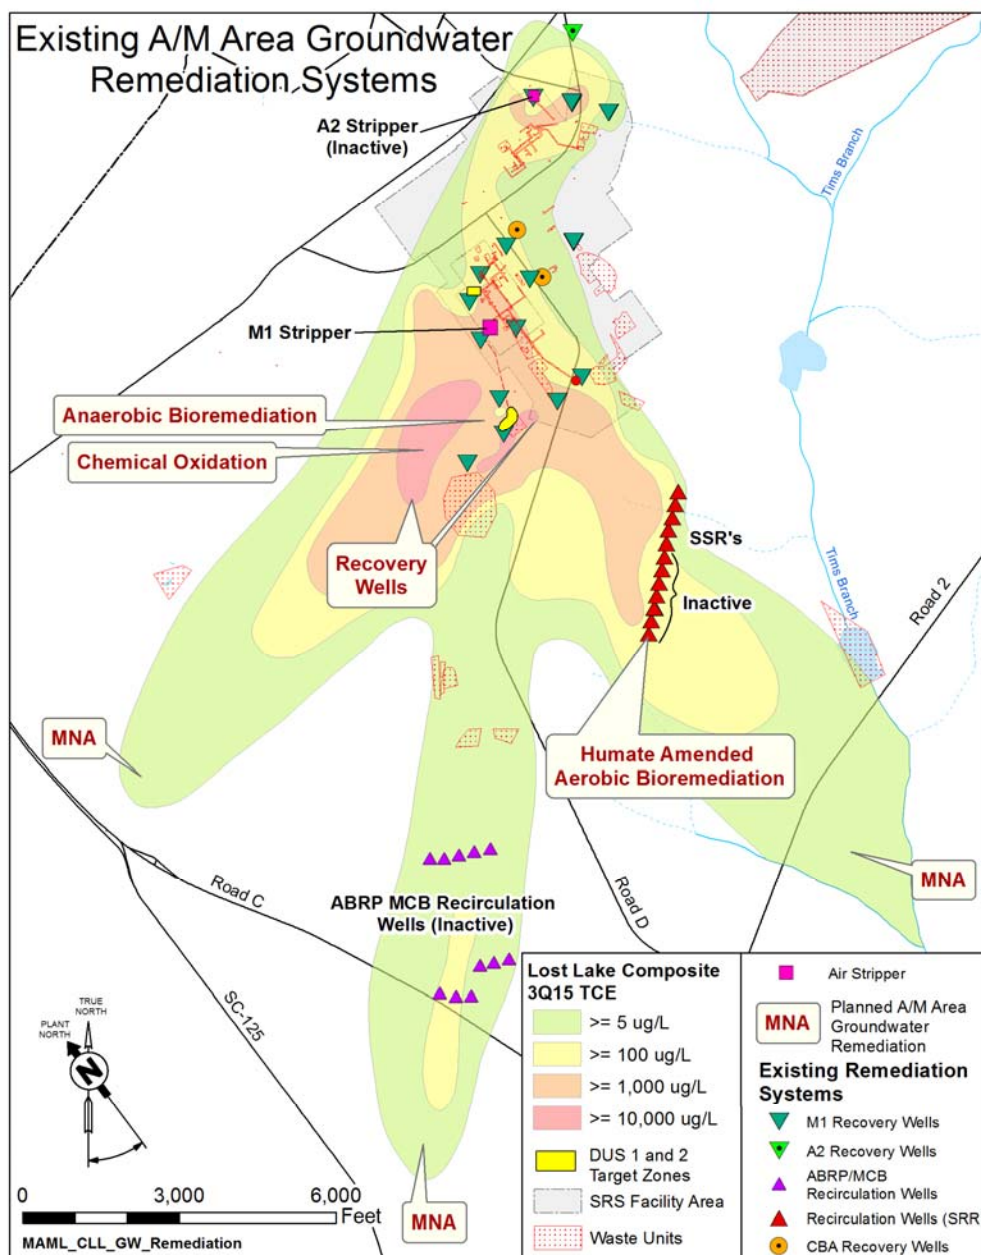 Existing A/M Area Groundwater
Remediation Systems
A2 Stripper
(Inactive)
Tims Branch
M1 Stripper
Anaerobic Bioremediation
Chemical Oxidation
Recovery
Wells
SSR's
Inactive
Tims Branch
Road 2
MNA
Humate Amended
Aerobic Bioremediation
MNA
Road C
ABRP MCB Recirculation
Wells (Inactive)
Road D
SC-125
TRUE
NORTH
PLANT
NORTH
N
MNA
0 3,000 6,000
Feet
MAML_CLL_GW_Remediation
Lost Lake Composite
3Q15 TCE
>= 5 ug/L
>= 100 ug/L
>= 1,000 ug/L
>= 10,000 ug/L
DUS 1 and 2
Target Zones
SRS Facility Area
Waste Units
Air Stripper
MNA
Planned A/M Area
Groundwater
Remediation
Existing Remediation
Systems
M1 Recovery Wells
A2 Recovery Wells
ABRP/MCB
Recirculation Wells
Recirculation Wells (SRR
CBA Recovery Wells